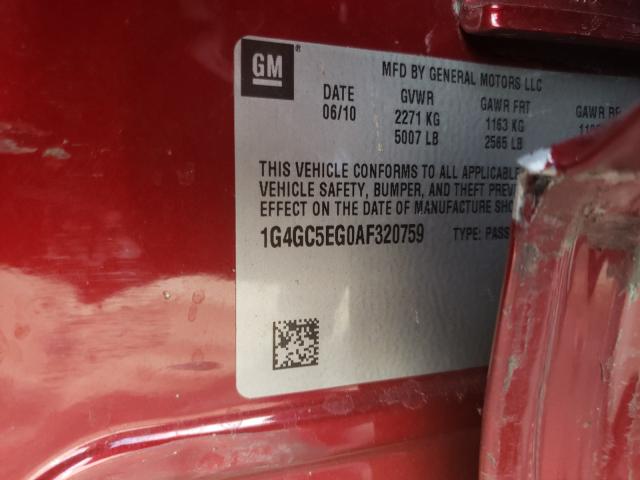 GM
MFD BY GENERAL MOTORS LLC
DATE GVWR GAWR FRT GAWR
06/10 2271 KG 1163 KG
5007 LB 2565 LB
THIS VEHICLE CONFORMS TO ALL APPLICABLE
VEHICLE SAFETY, BUMPER, AND THEFT PREVE
EFFECT ON THE DATE OF MANUFACTURE SHO
1G4GC5EG0AF320759 TYPE: PASS